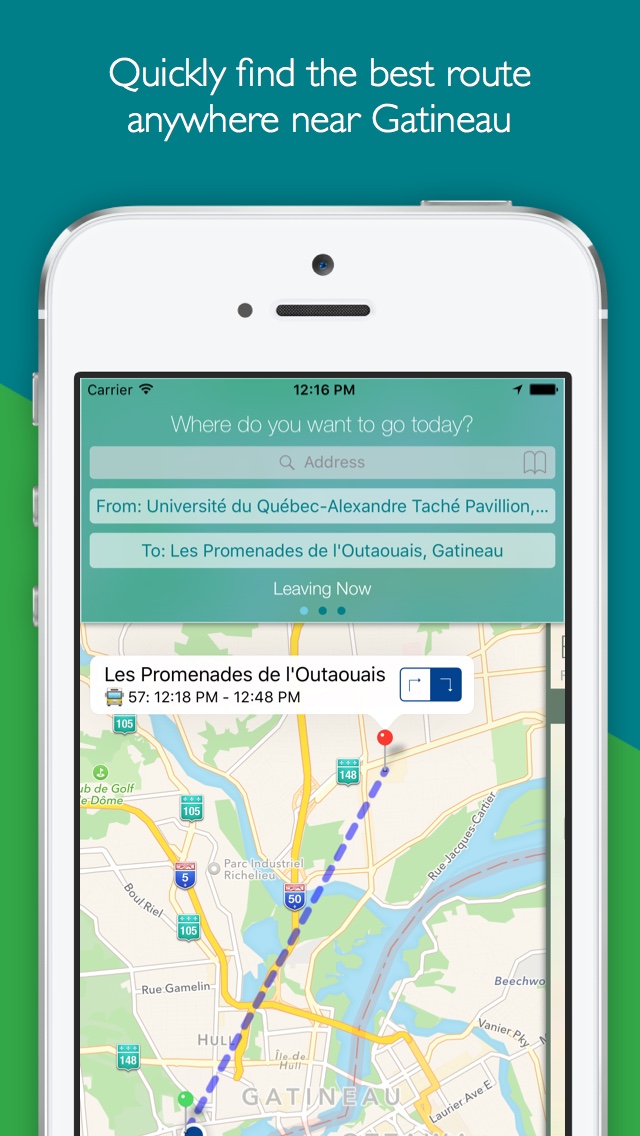 Quickly find the best route
anywhere near Gatineau
Carrier
12:16 PM
Where do you want to go today?
Address
From: Université du Québec-Alexandre Taché Pavillion,...
To: Les Promenades de l'Outaouais, Gatineau
Leaving Now
Les Promenades de l'Outaouais
57: 12:18 PM - 12:48 PM
105
148
ub de Golf
e-Dôme
105
Rue Jacques-Cartier
Parc Industriel
Richelieu
5
50
Boul Riel
105
Rue Gamelin
Beechwo
Vanier Pky
HULL
Île de
Hull
148
GATINEAU
Laurier Ave E